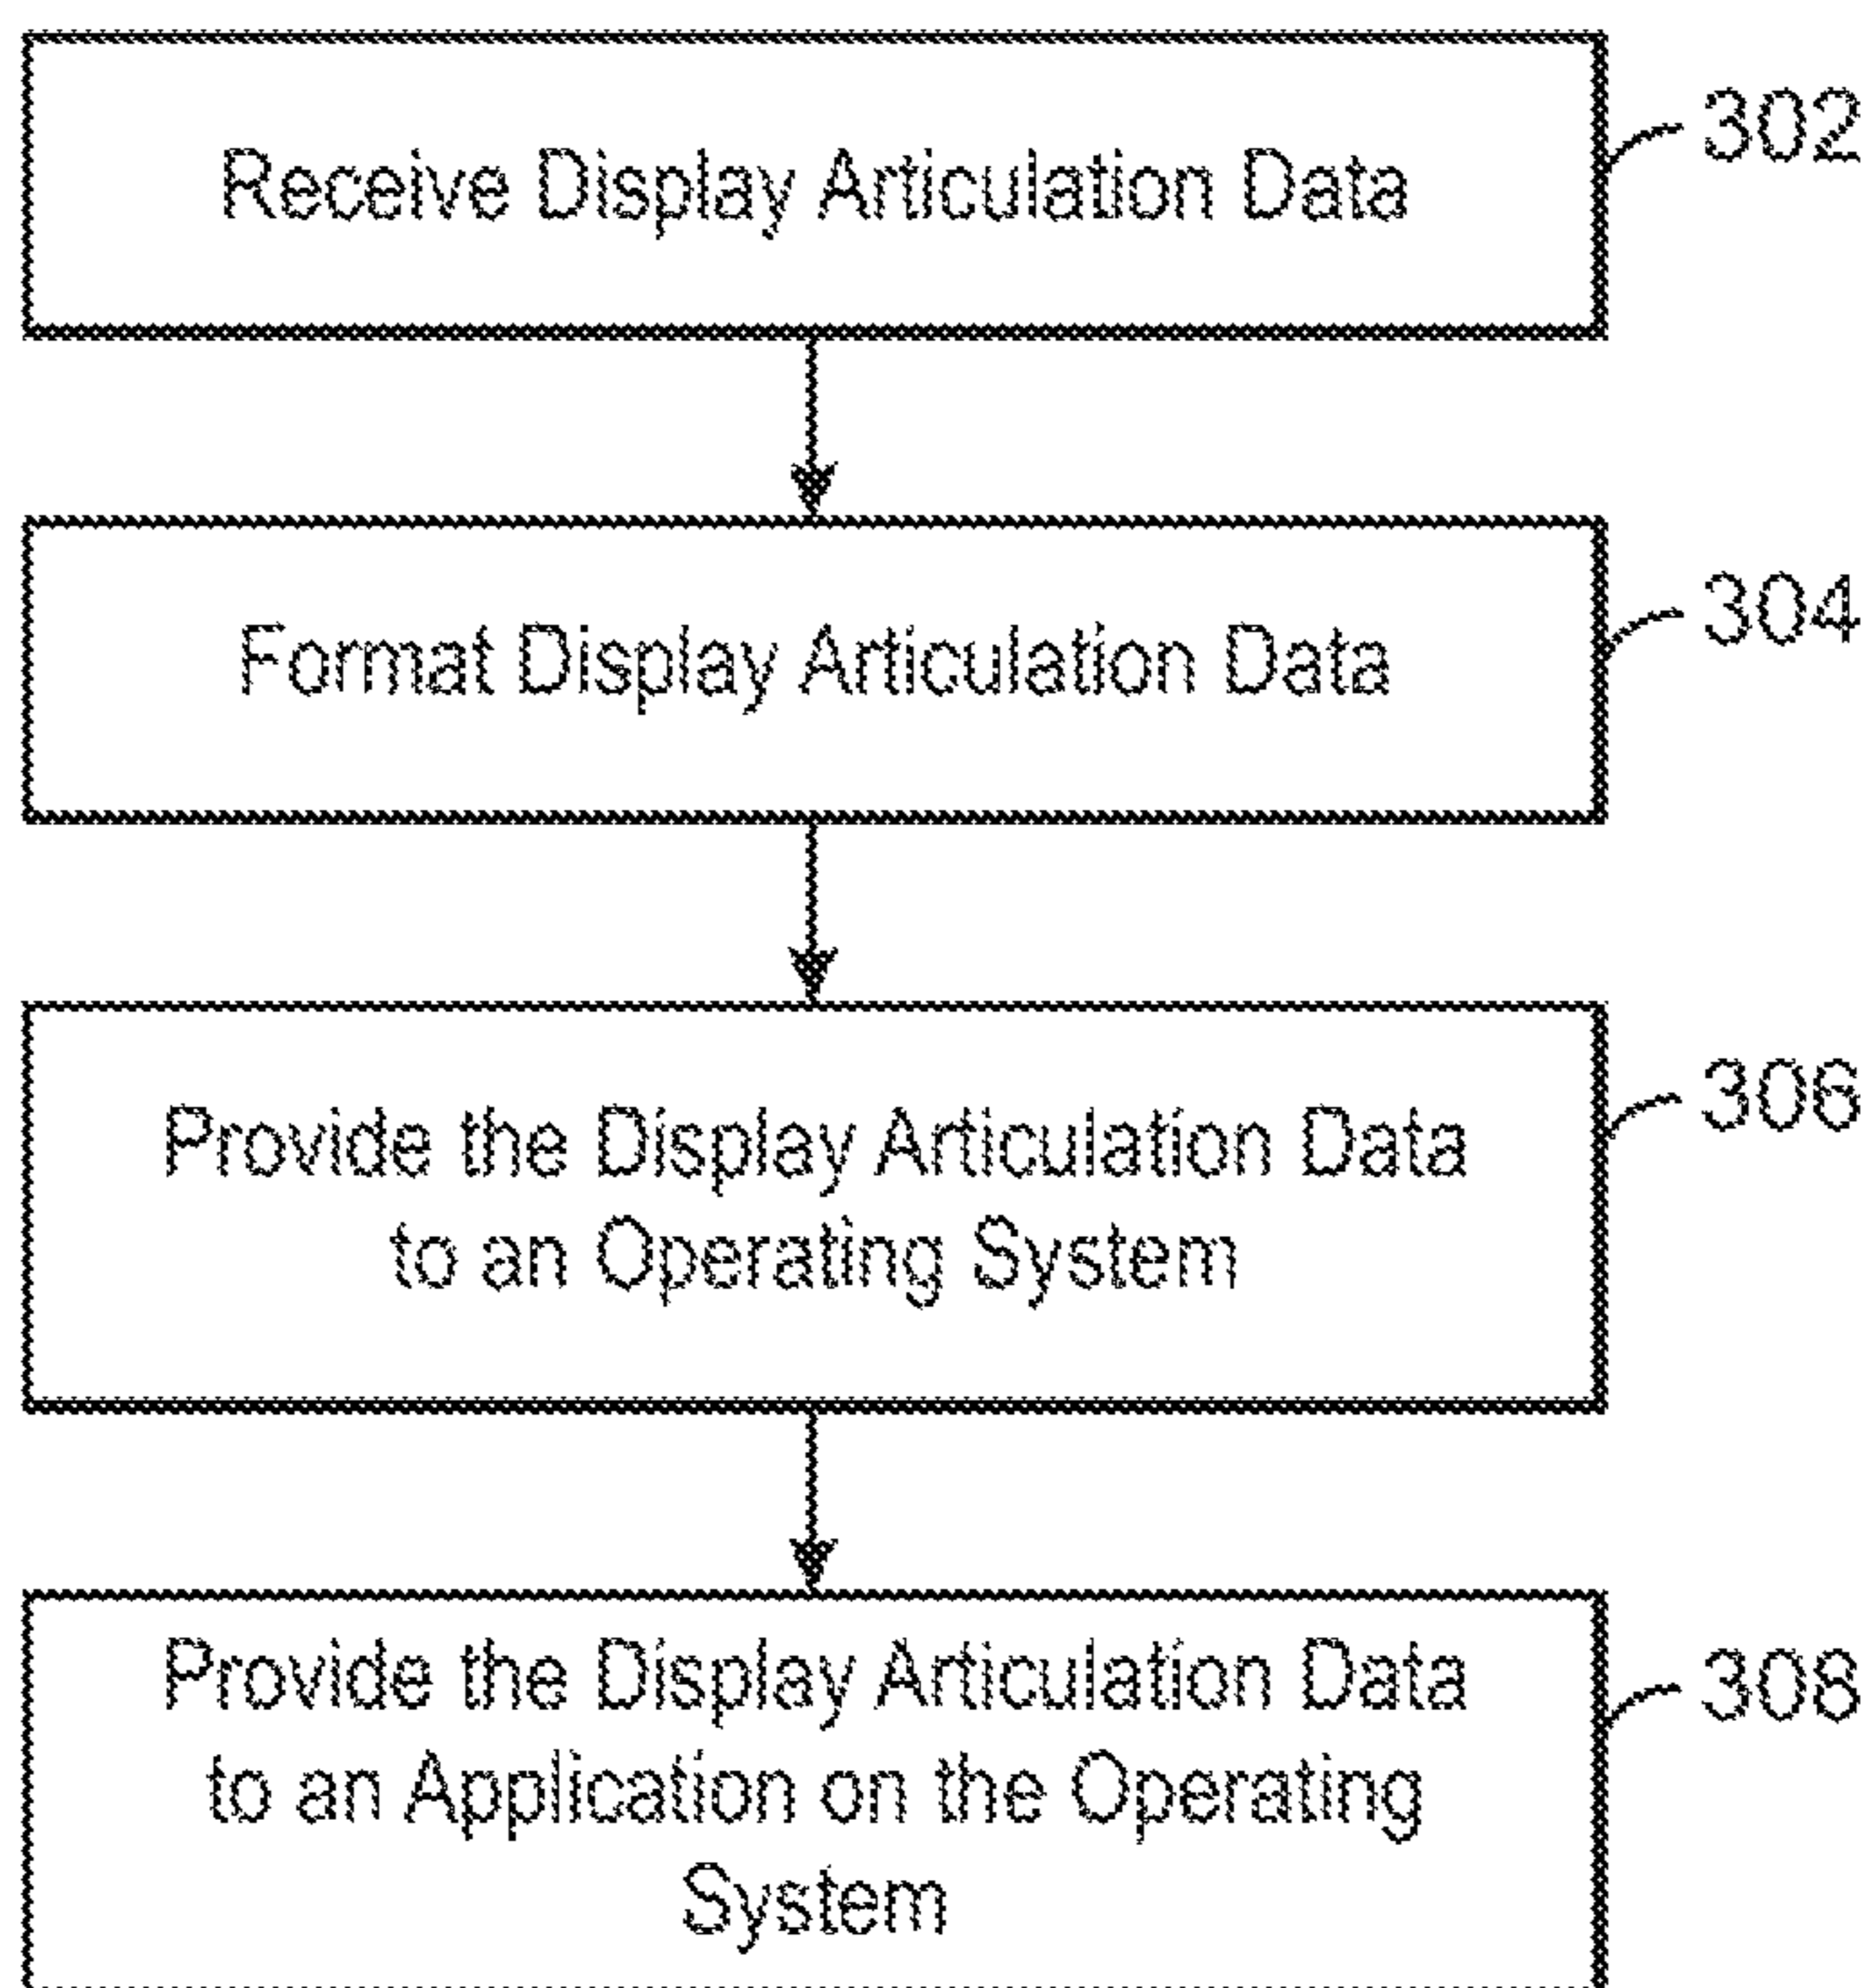 Receive Display Articulation Data
302
Format Display Articulation Data
304
Provide the Display Articulation Data
to an Operating System
306
Provide the Display Articulation Data
to an Application on the Operating
System
308